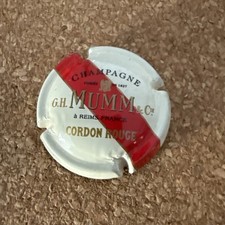 CHAMPAGNE
G.H. MUMM & Co
A REIMS-FRANCE
CORDON ROUGE